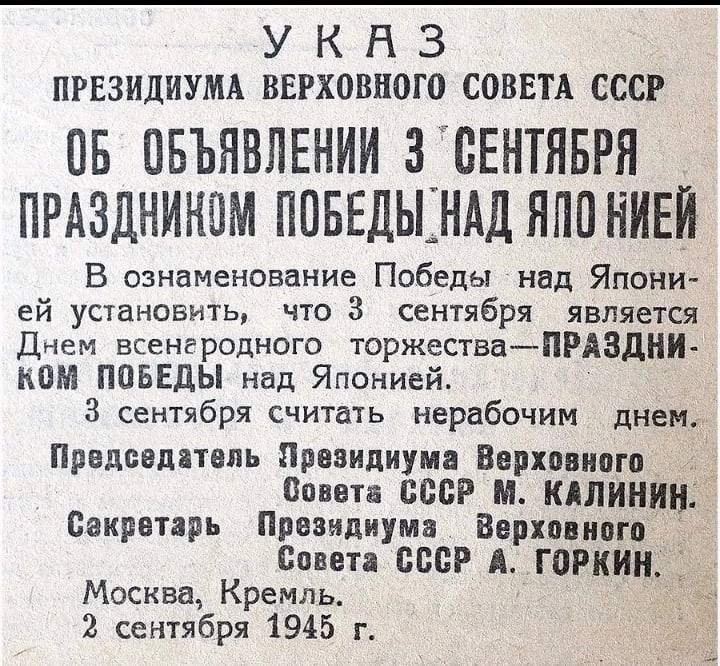 УКАЗ
ПРЕЗИДИУМА ВЕРХОВНОГО СОВЕТА СССР
ОБ ОБЪЯВЛЕНИИ 3 СЕНТЯБРЯ
ПРАЗДНИКОМ ПОБЕДЫ НАД ЯПОНИЕЙ
В ознаменование Победы над Япони-
ей установить, что 3 сентября является
Днем всенародного торжества—ПРАЗДНИ-
КОМ ПОБЕДЫ над Японией.
3 сентября считать нерабочим днем.
Председатель Президиума Верховного
Совета СССР М. КАЛИНИН.
Секретарь Президиума Верховного
Совета СССР А. ГОРКИН.
Москва, Кремль.
2 сентября 1945 г.